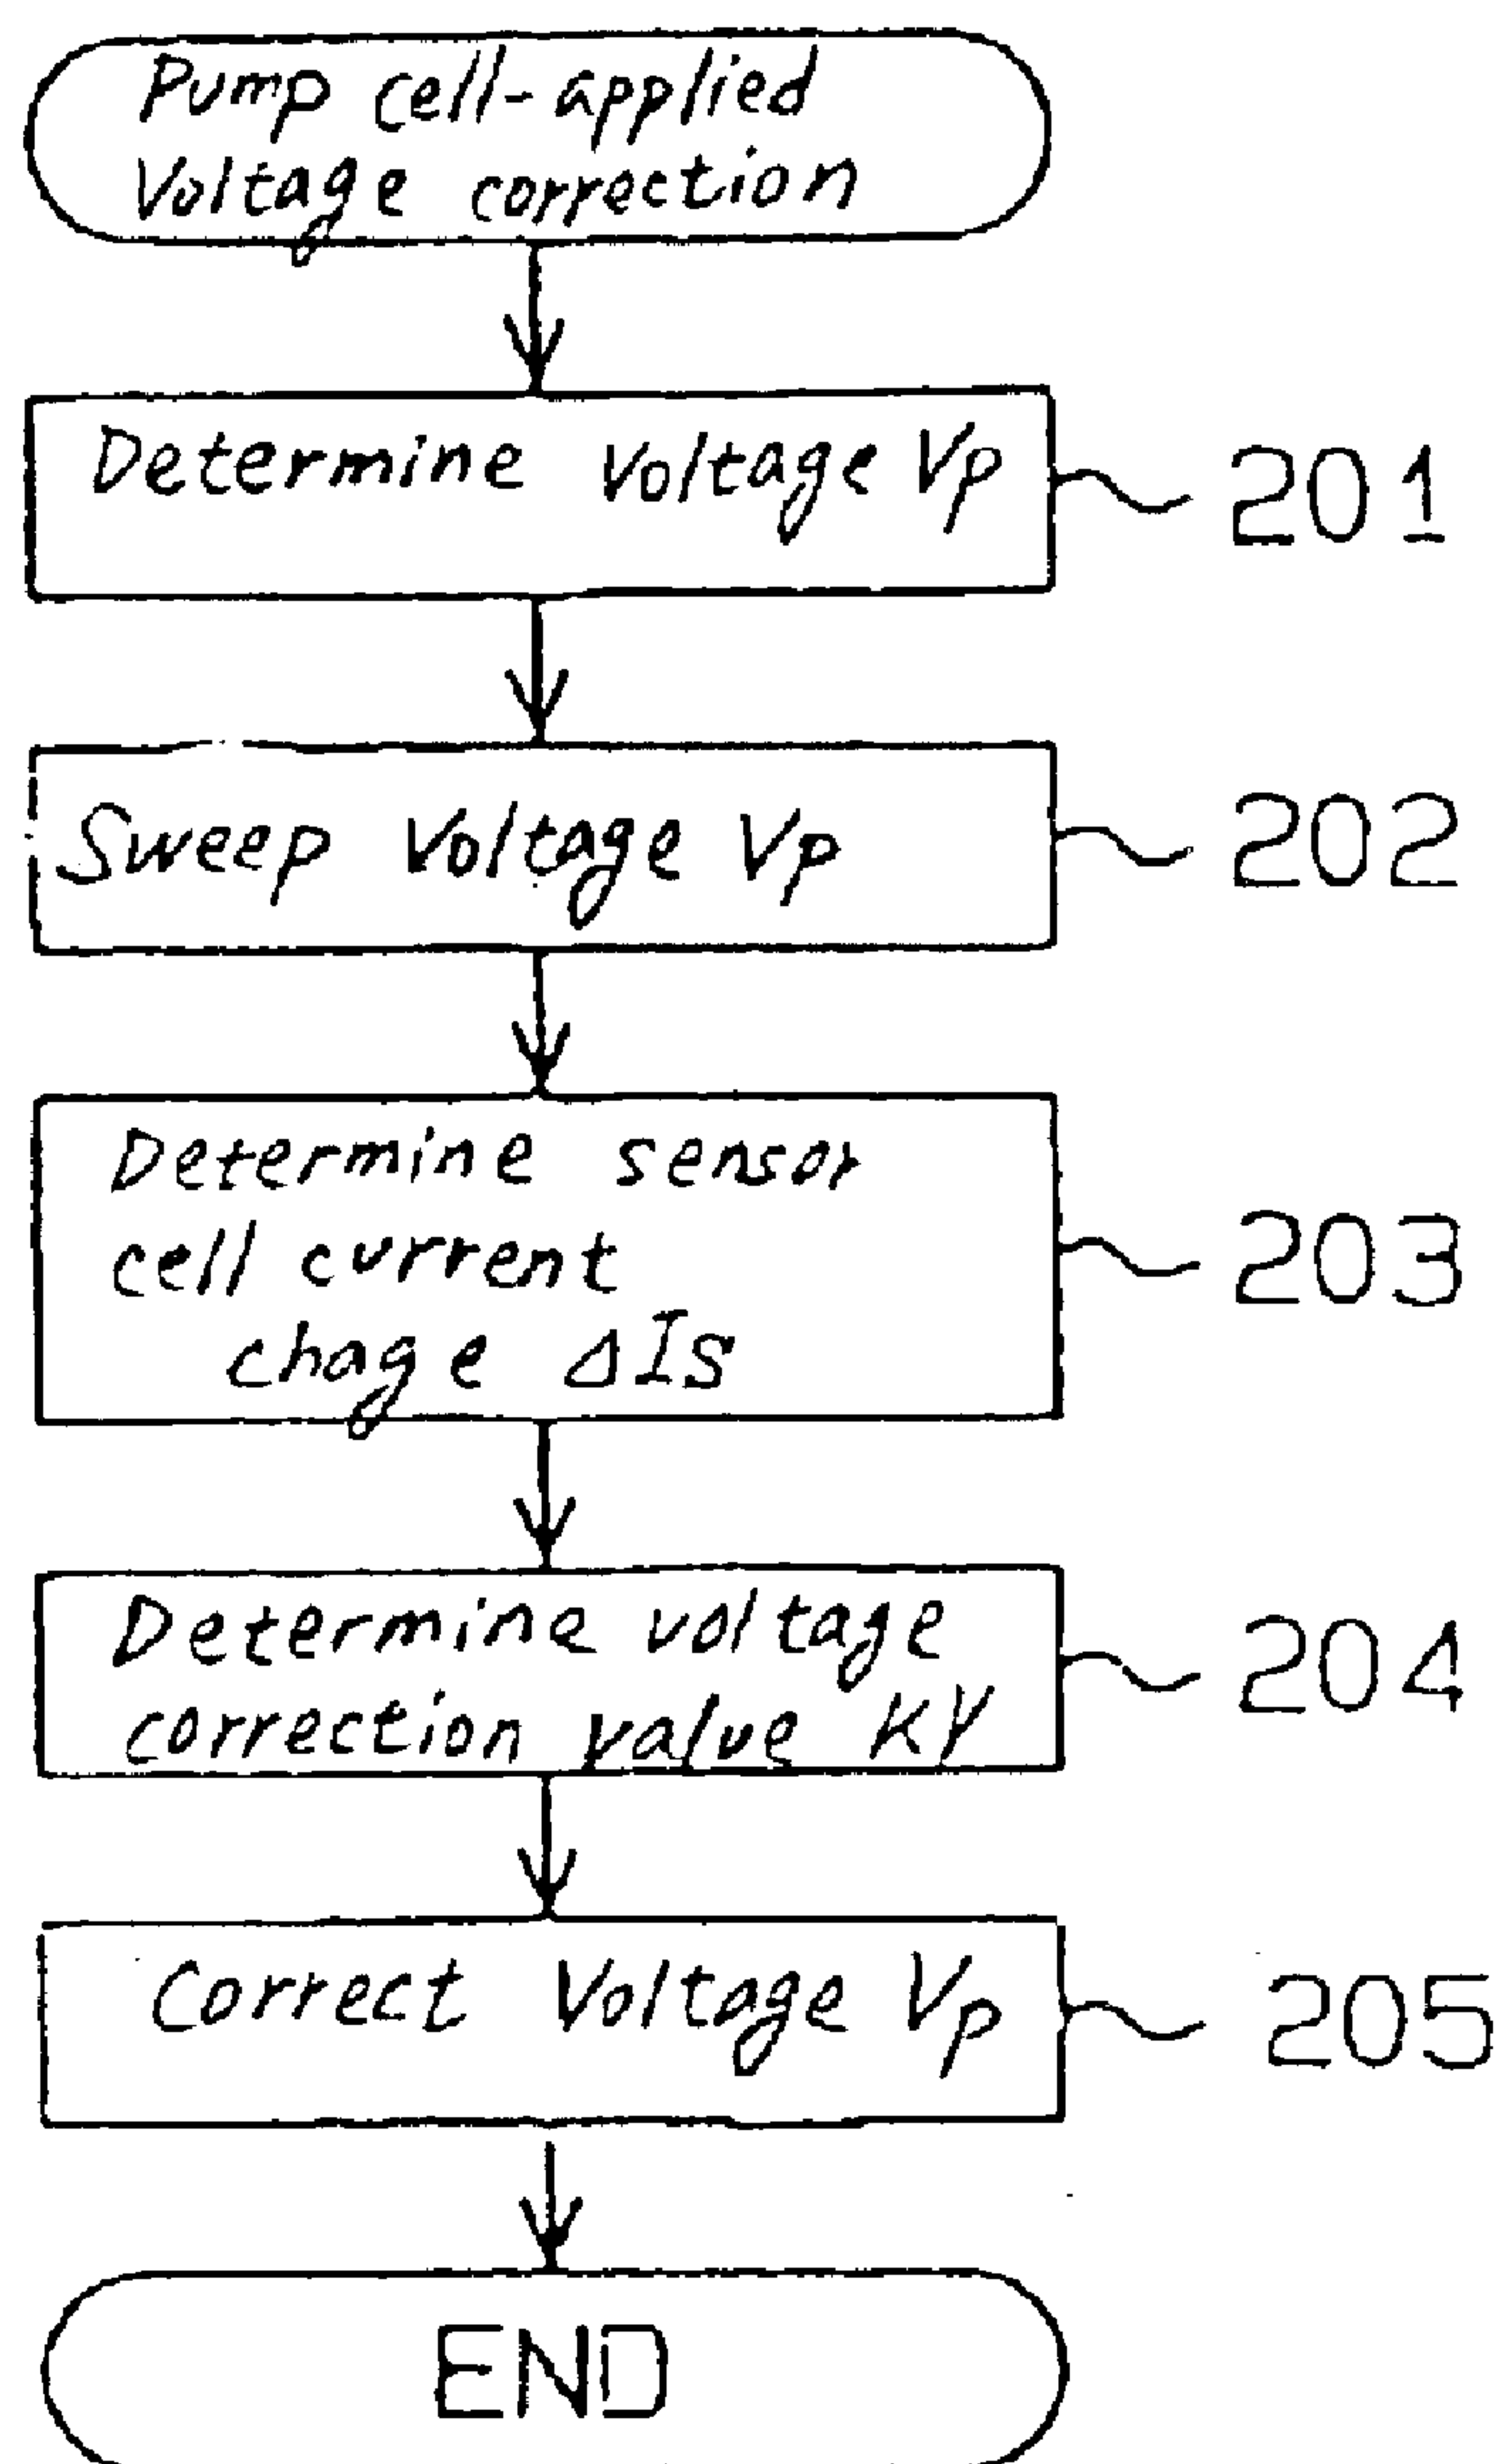 Pump cell-applied
Voltage correction
Determine Voltage Vp
201
Sweep Voltage Vp
202
Determine sensor
cell current
chage ΔIs
203
Determine voltage
correction value KV
204
Correct Voltage Vp
205
END